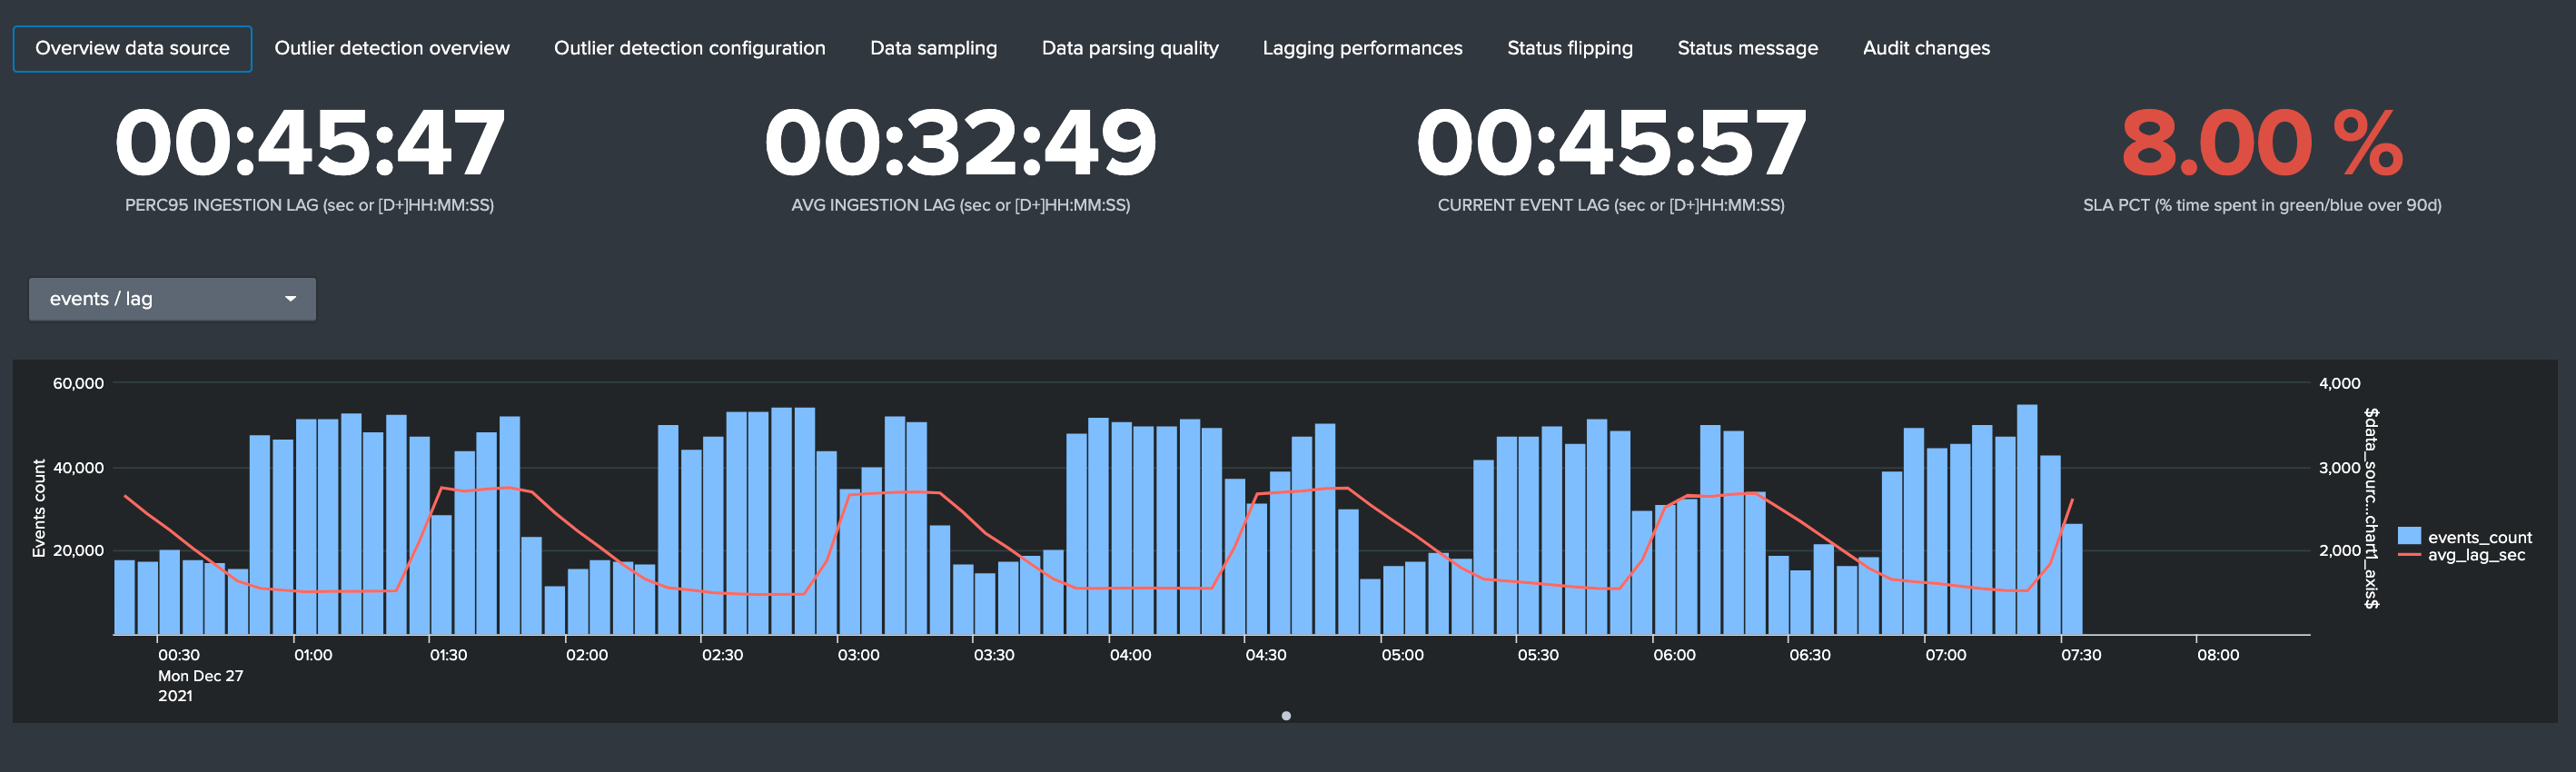 Overview data source Outlier detection overview Outlier detection configuration Data sampling Data parsing quality Lagging performances Status flipping Status message Audit changes
00:45:47 00:32:49 00:45:57 8.00 %
PERC95 INGESTION LAG (sec or [D+]HH:MM:SS) AVG INGESTION LAG (sec or [D+]HH:MM:SS) CURRENT EVENT LAG (sec or [D+]HH:MM:SS) SLA PCT (% time spent in green/blue over 90d)
events / lag
Events count
60,000
40,000
20,000
4,000
3,000
2,000
$data_sourc...chart1_axis$
events_count
avg_lag_sec
00:30 01:00 01:30 02:00 02:30 03:00 03:30 04:00 04:30 05:00 05:30 06:00 06:30 07:00 07:30 08:00
Mon Dec 27
2021